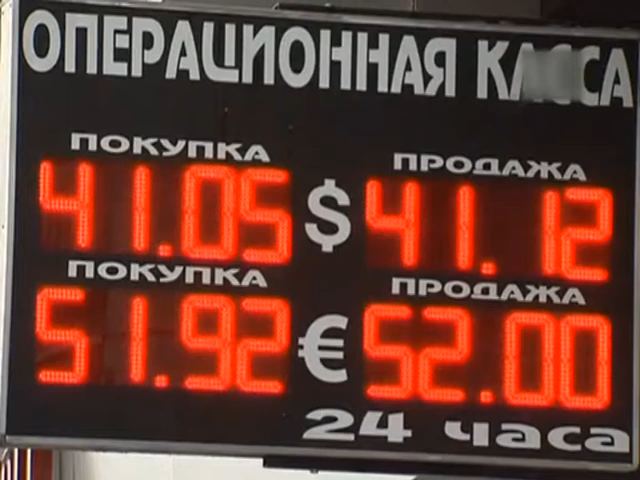 ОПЕРАЦИОННАЯ КАССА
ПОКУПКА ПРОДАЖА
41.05 $ 41.12
ПОКУПКА ПРОДАЖА
51.92 € 52.00
24 часа